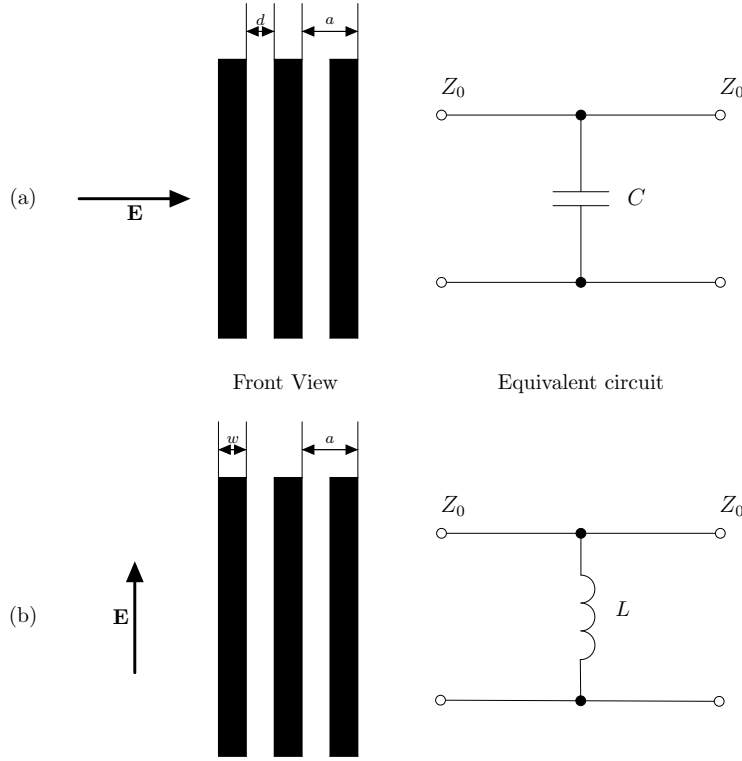 d a
Z₀ Z₀
(a) E C
Front View Equivalent circuit
w a
Z₀ Z₀
(b) E L